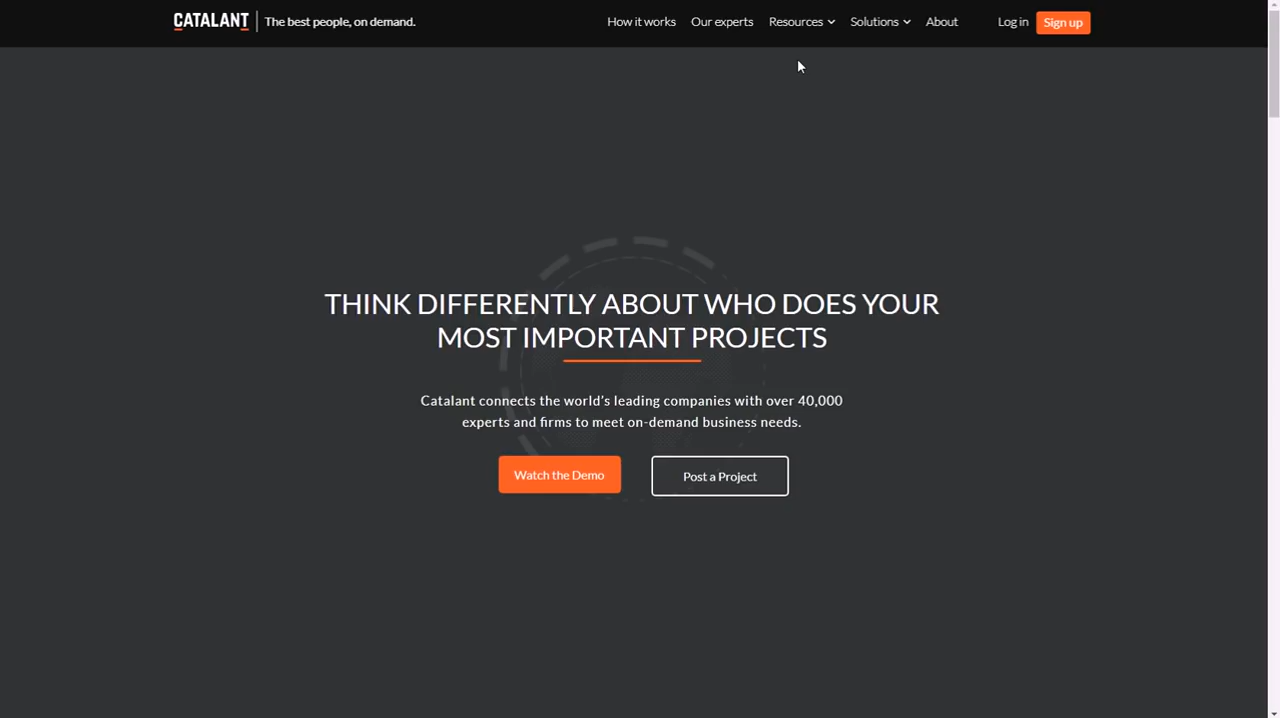 CATALANT The best people, on demand. How it works Our experts Resources Solutions About Log in Sign up
THINK DIFFERENTLY ABOUT WHO DOES YOUR
MOST IMPORTANT PROJECTS
Catalant connects the world's leading companies with over 40,000
experts and firms to meet on-demand business needs.
Watch the Demo Post a Project